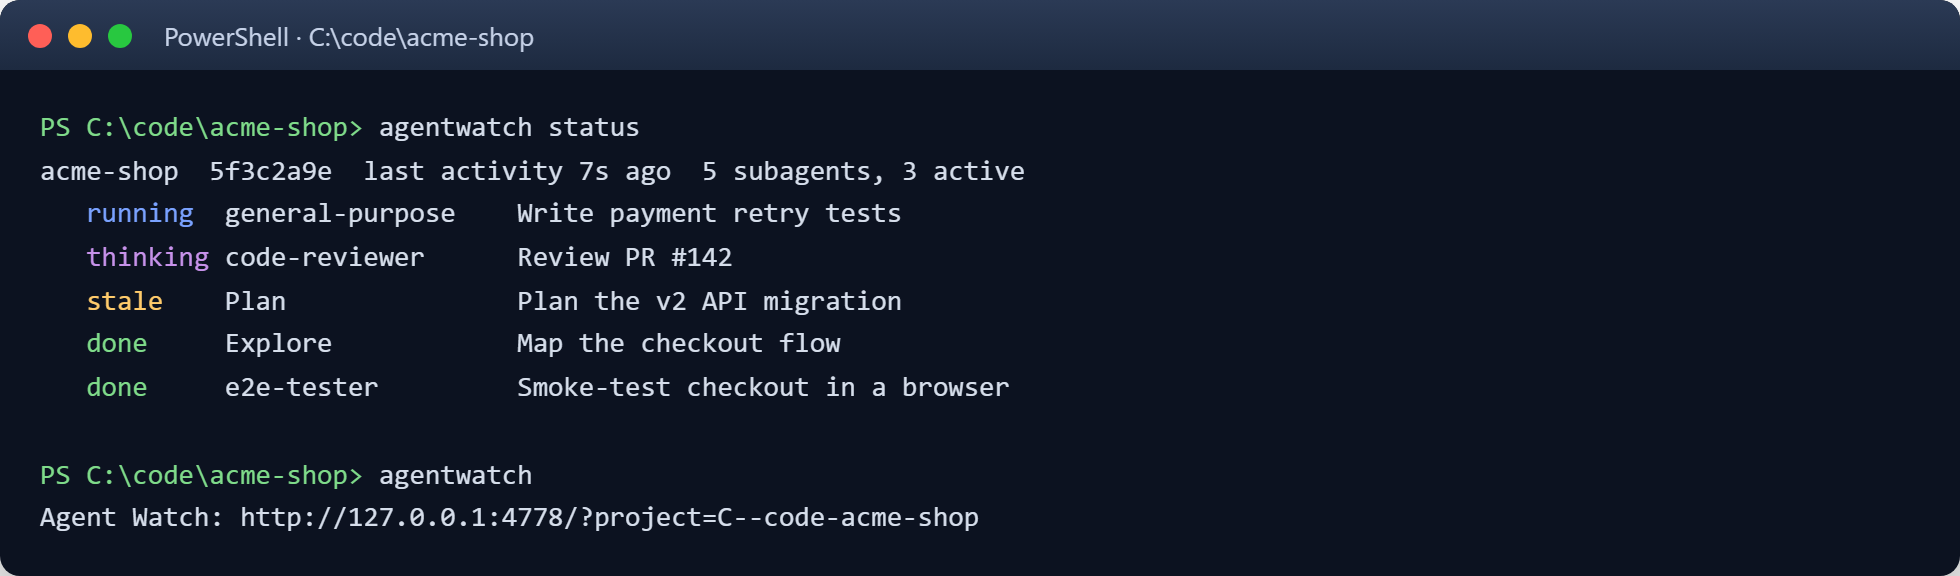 PowerShell · C:\code\acme-shop
PS C:\code\acme-shop> agentwatch status
acme-shop  5f3c2a9e  last activity 7s ago  5 subagents, 3 active
   running  general-purpose    Write payment retry tests
   thinking code-reviewer      Review PR #142
   stale    Plan               Plan the v2 API migration
   done     Explore            Map the checkout flow
   done     e2e-tester         Smoke-test checkout in a browser
PS C:\code\acme-shop> agentwatch
Agent Watch: http://127.0.0.1:4778/?project=C--code-acme-shop